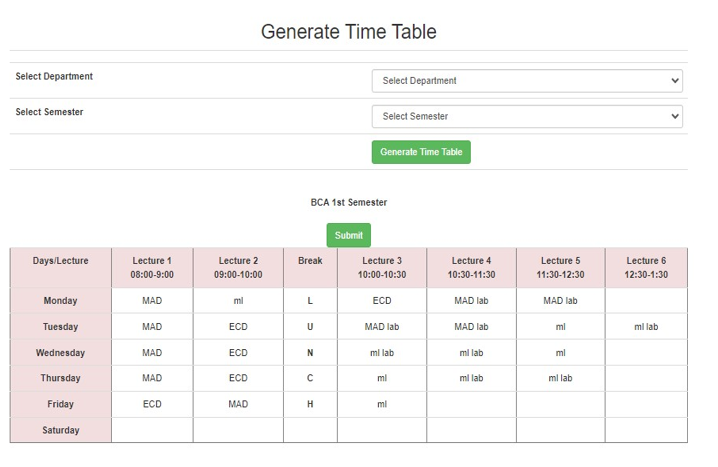 Generate Time Table
Select Department Select Department
Select Semester Select Semester
Generate Time Table
BCA 1st Semester
Submit
Days/Lecture Lecture 1 Lecture 2 Break Lecture 3 Lecture 4 Lecture 5 Lecture 6
08:00-9:00 09:00-10:00 10:00-10:30 10:30-11:30 11:30-12:30 12:30-1:30
Monday MAD ml L ECD MAD lab MAD lab
Tuesday MAD ECD U MAD lab MAD lab ml ml lab
Wednesday MAD ECD N ml lab ml lab ml
Thursday MAD ECD C ml ml lab ml lab
Friday ECD MAD H ml
Saturday